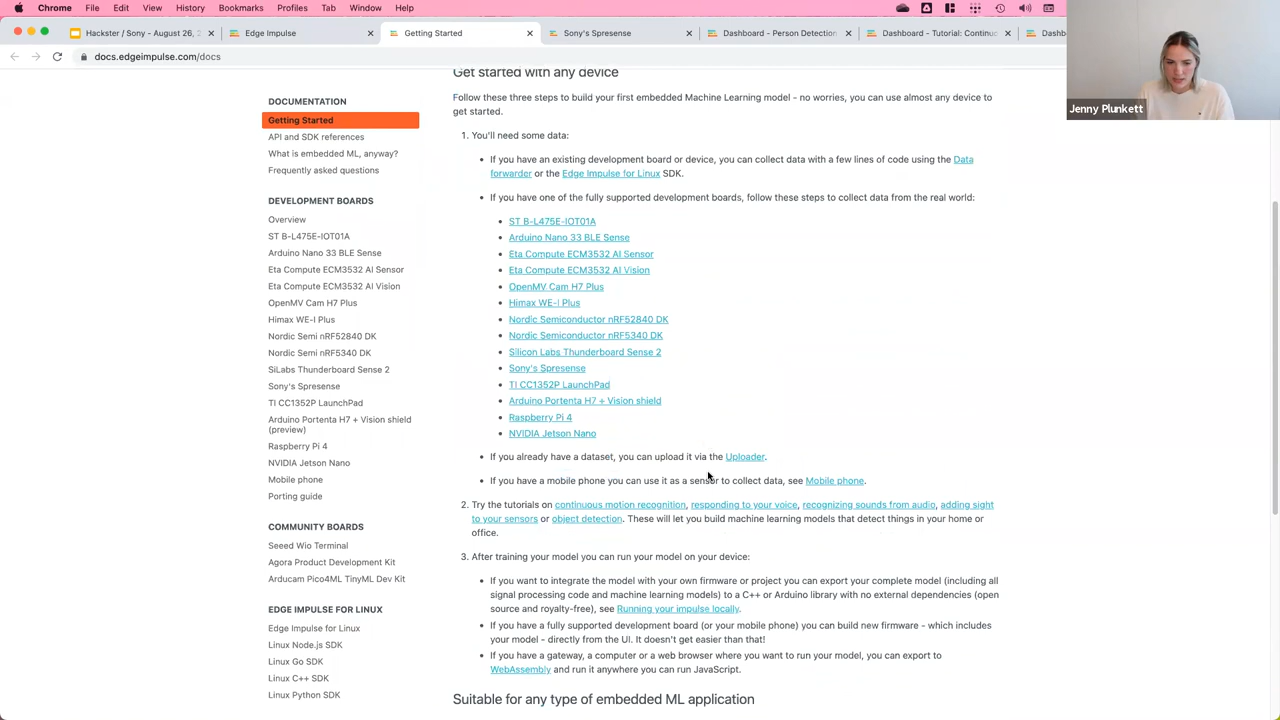 Chrome File Edit View History Bookmarks Profiles Tab Window Help
Hackster / Sony - August 26, 2
Edge Impulse
Getting Started
Sony's Spresense
Dashboard - Person Detection
Dashboard - Tutorial: Continuo
Dashb
docs.edgeimpulse.com/docs
Jenny Plunkett
DOCUMENTATION
Getting Started
API and SDK references
What is embedded ML, anyway?
Frequently asked questions
DEVELOPMENT BOARDS
Overview
ST B-L475E-IOT01A
Arduino Nano 33 BLE Sense
Eta Compute ECM3532 AI Sensor
Eta Compute ECM3532 AI Vision
OpenMV Cam H7 Plus
Himax WE-I Plus
Nordic Semi nRF52840 DK
Nordic Semi nRF5340 DK
SiLabs Thunderboard Sense 2
Sony's Spresense
TI CC1352P LaunchPad
Arduino Portenta H7 + Vision shield
(preview)
Raspberry Pi 4
NVIDIA Jetson Nano
Mobile phone
Porting guide
COMMUNITY BOARDS
Seeed Wio Terminal
Agora Product Development Kit
Arducam Pico4ML TinyML Dev Kit
EDGE IMPULSE FOR LINUX
Edge Impulse for Linux
Linux Node.js SDK
Linux Go SDK
Linux C++ SDK
Linux Python SDK
Get started with any device
Follow these three steps to build your first embedded Machine Learning model - no worries, you can use almost any device to
get started.
1. You'll need some data:
• If you have an existing development board or device, you can collect data with a few lines of code using the Data
forwarder or the Edge Impulse for Linux SDK.
• If you have one of the fully supported development boards, follow these steps to collect data from the real world:
• ST B-L475E-IOT01A
• Arduino Nano 33 BLE Sense
• Eta Compute ECM3532 AI Sensor
• Eta Compute ECM3532 AI Vision
• OpenMV Cam H7 Plus
• Himax WE-I Plus
• Nordic Semiconductor nRF52840 DK
• Nordic Semiconductor nRF5340 DK
• Silicon Labs Thunderboard Sense 2
• Sony's Spresense
• TI CC1352P LaunchPad
• Arduino Portenta H7 + Vision shield
• Raspberry Pi 4
• NVIDIA Jetson Nano
• If you already have a dataset, you can upload it via the Uploader.
• If you have a mobile phone you can use it as a sensor to collect data, see Mobile phone.
2. Try the tutorials on continuous motion recognition, responding to your voice, recognizing sounds from audio, adding sight
to your sensors or object detection. These will let you build machine learning models that detect things in your home or
office.
3. After training your model you can run your model on your device:
• If you want to integrate the model with your own firmware or project you can export your complete model (including all
signal processing code and machine learning models) to a C++ or Arduino library with no external dependencies (open
source and royalty-free), see Running your impulse locally.
• If you have a fully supported development board (or your mobile phone) you can build new firmware - which includes
your model - directly from the UI. It doesn't get easier than that!
• If you have a gateway, a computer or a web browser where you want to run your model, you can export to
WebAssembly and run it anywhere you can run JavaScript.
Suitable for any type of embedded ML application